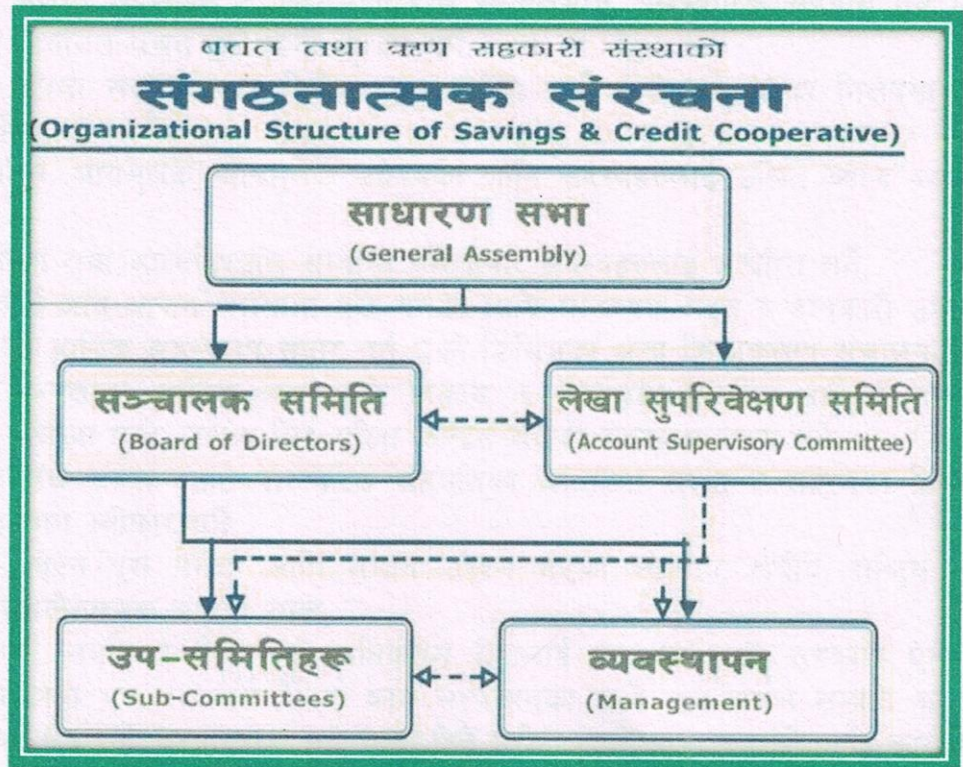 बचत तथा ऋण सहकारी संस्थाको
संगठनात्मक संरचना
(Organizational Structure of Savings & Credit Cooperative)
साधारण सभा
(General Assembly)
सञ्चालक समिति
(Board of Directors)
लेखा सुपरिवेक्षण समिति
(Account Supervisory Committee)
उप-समितिहरू
(Sub-Committees)
व्यवस्थापन
(Management)